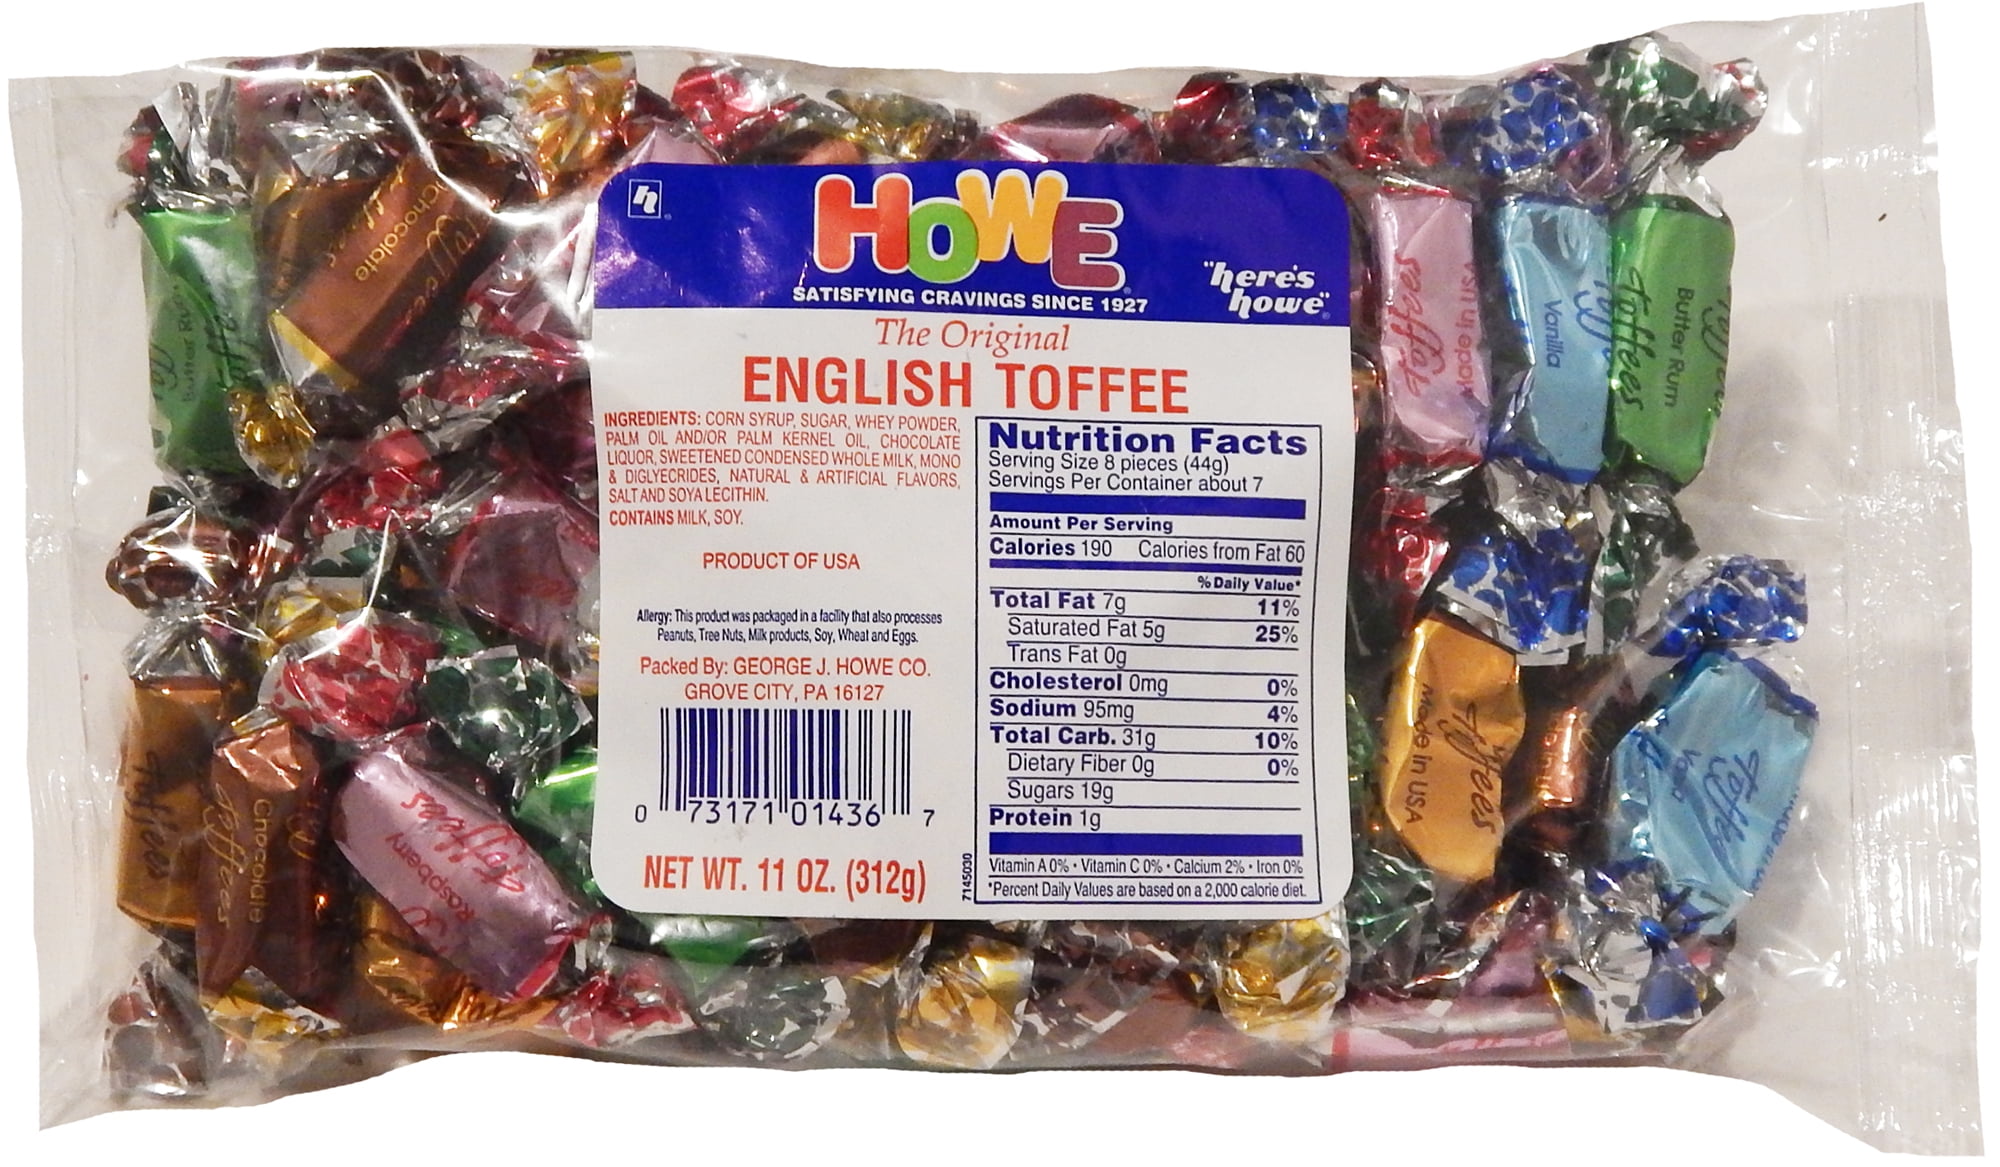 HOWE
SATISFYING CRAVINGS SINCE 1927
"here's
howe"
The Original
ENGLISH TOFFEE
INGREDIENTS: CORN SYRUP, SUGAR, WHEY POWDER,
PALM OIL AND/OR PALM KERNEL OIL, CHOCOLATE
LIQUOR, SWEETENED CONDENSED WHOLE MILK, MONO
& DIGLYECRIDES, NATURAL & ARTIFICIAL FLAVORS,
SALT AND SOYA LECITHIN.
CONTAINS MILK, SOY.
PRODUCT OF USA
Allergy: This product was packaged in a facility that also processes
Peanuts, Tree Nuts, Milk products, Soy, Wheat and Eggs.
Packed By: GEORGE J. HOWE CO.
GROVE CITY, PA 16127
0 73171 01436 7
NET WT. 11 OZ. (312g)
7145030
Nutrition Facts
Serving Size 8 pieces (44g)
Servings Per Container about 7
Amount Per Serving
Calories 190 Calories from Fat 60
% Daily Value*
Total Fat 7g 11%
Saturated Fat 5g 25%
Trans Fat 0g
Cholesterol 0mg 0%
Sodium 95mg 4%
Total Carb. 31g 10%
Dietary Fiber 0g 0%
Sugars 19g
Protein 1g
Vitamin A 0% • Vitamin C 0% • Calcium 2% • Iron 0%
*Percent Daily Values are based on a 2,000 calorie diet.
Chocolate
Toffees
Toffees
Made In USA
Vanilla
Toffees
Butter Rum
Toffees
Chocolate
Toffees
Raspberry
Toffees
Toffees
Made In USA
Toffees